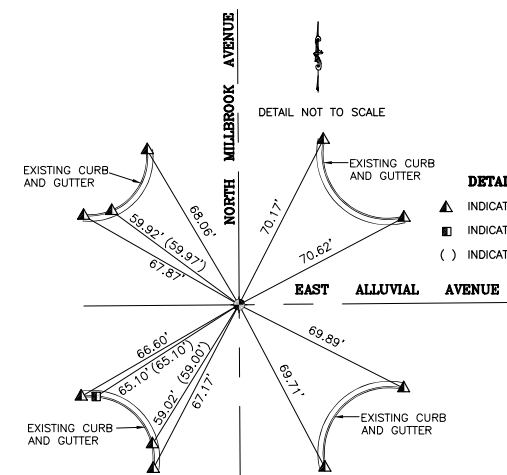 NORTH MILLBROOK AVENUE
DETAIL NOT TO SCALE
EXISTING CURB
AND GUTTER
EXISTING CURB
AND GUTTER
68.06'
59.92' (59.97')
67.87'
70.17'
70.62'
DETAI
INDICAT
INDICAT
( ) INDICAT
EAST ALLUVIAL AVENUE
66.60'
65.10' (65.10')
59.02' (59.00')
67.17'
69.89'
69.71'
EXISTING CURB
AND GUTTER
EXISTING CURB
AND GUTTER